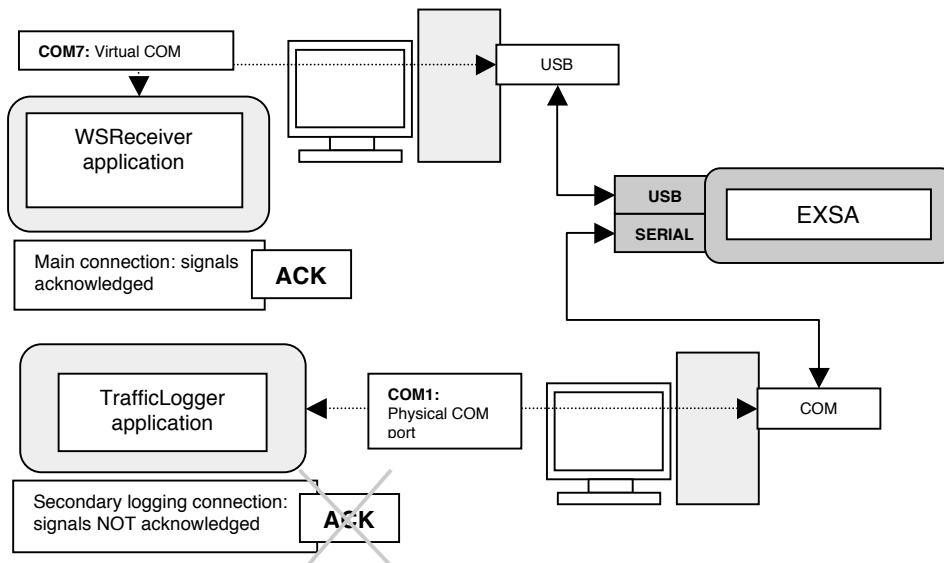 COM7: Virtual COM
USB
WSReceiver
application
USB
EXSA
SERIAL
Main connection: signals
acknowledged
ACK
TrafficLogger
application
COM1:
Physical COM
port
COM
Secondary logging connection:
signals NOT acknowledged
ACK